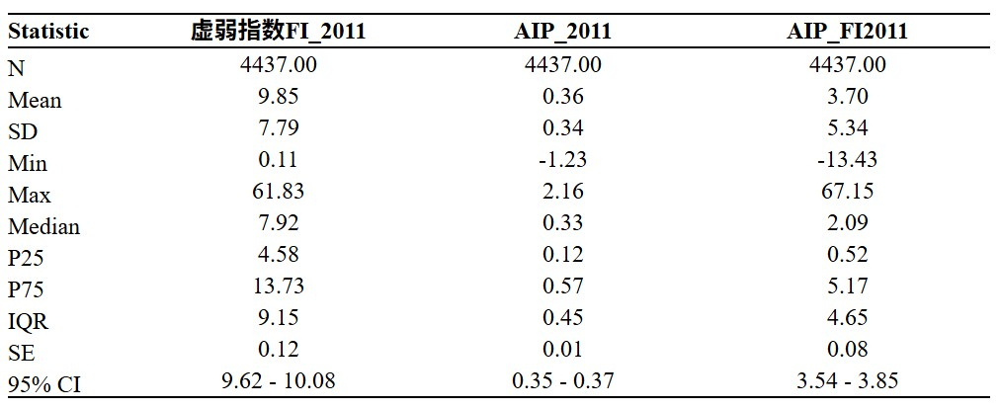 Statistic 虚弱指数FI_2011 AIP_2011 AIP_FI2011
N 4437.00 4437.00 4437.00
Mean 9.85 0.36 3.70
SD 7.79 0.34 5.34
Min 0.11 -1.23 -13.43
Max 61.83 2.16 67.15
Median 7.92 0.33 2.09
P25 4.58 0.12 0.52
P75 13.73 0.57 5.17
IQR 9.15 0.45 4.65
SE 0.12 0.01 0.08
95% CI 9.62 - 10.08 0.35 - 0.37 3.54 - 3.85